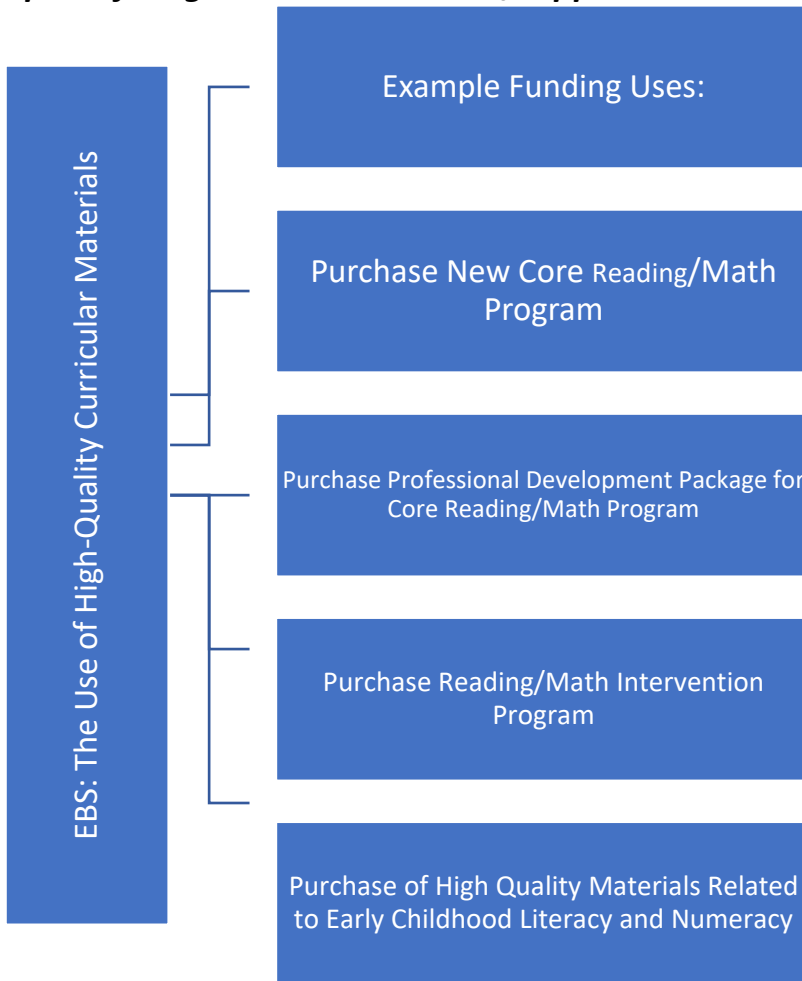 EBS: The Use of High-Quality Curricular Materials
Example Funding Uses:
Purchase New Core Reading/Math
Program
Purchase Professional Development Package for
Core Reading/Math Program
Purchase Reading/Math Intervention
Program
Purchase of High Quality Materials Related
to Early Childhood Literacy and Numeracy